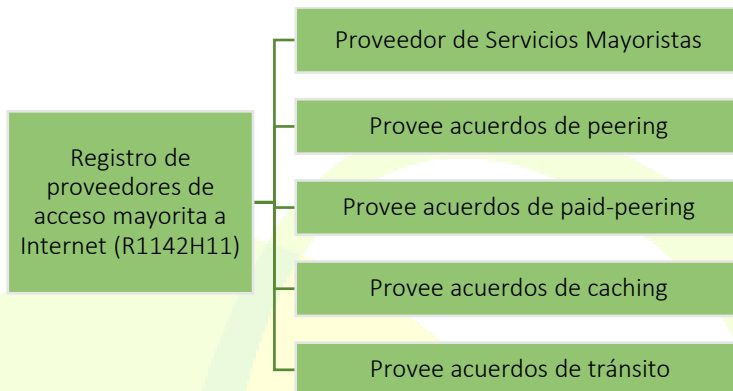 Registro de
proveedores de
acceso mayorita a
Internet (R1142H11)
Proveedor de Servicios Mayoristas
Provee acuerdos de peering
Provee acuerdos de paid-peering
Provee acuerdos de caching
Provee acuerdos de tránsito